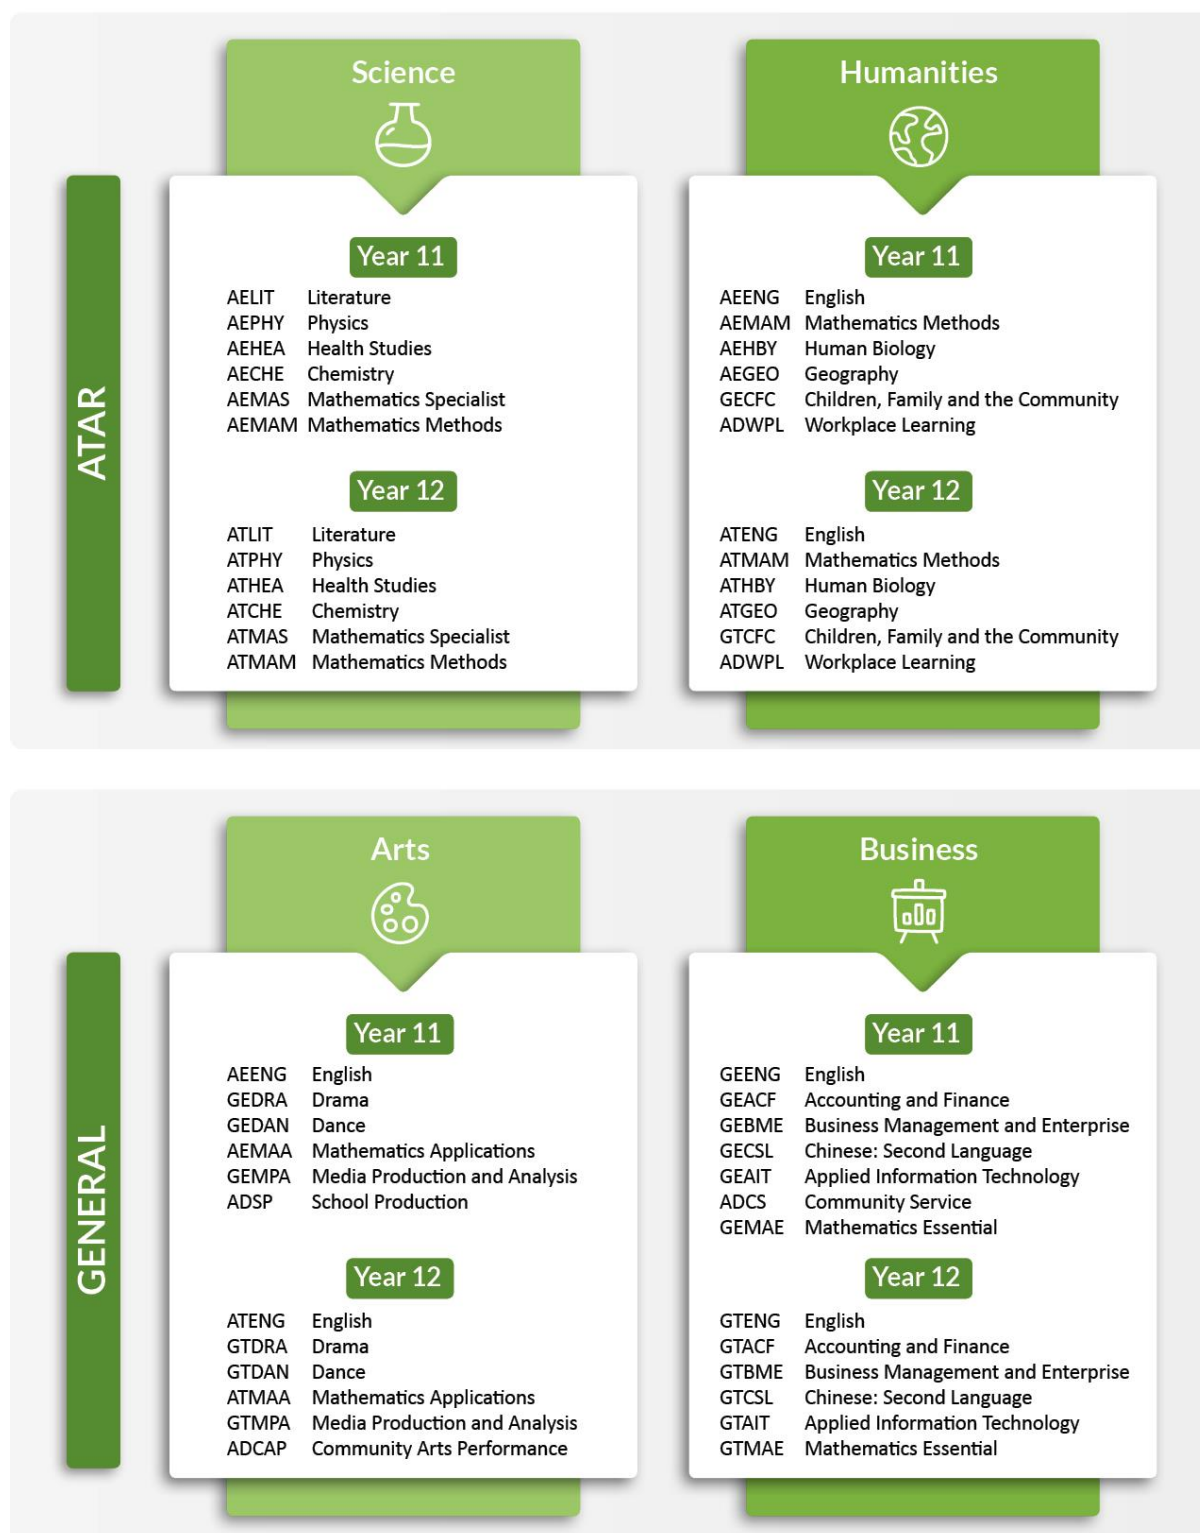 Science
Humanities
ATAR
Year 11
AELIT Literature
AEPHY Physics
AEHEA Health Studies
AECHE Chemistry
AEMAS Mathematics Specialist
AEMAM Mathematics Methods
Year 12
ATLIT Literature
ATPHY Physics
ATHEA Health Studies
ATCHE Chemistry
ATMAS Mathematics Specialist
ATMAM Mathematics Methods
Year 11
AEENG English
AEMAM Mathematics Methods
AEHBY Human Biology
AEGEO Geography
GECFC Children, Family and the Community
ADWPL Workplace Learning
Year 12
ATENG English
ATMAM Mathematics Methods
ATHBY Human Biology
ATGEO Geography
GTCFC Children, Family and the Community
ADWPL Workplace Learning
Arts
Business
GENERAL
Year 11
AEENG English
GEDRA Drama
GEDAN Dance
AEMAA Mathematics Applications
GEMPA Media Production and Analysis
ADSP School Production
Year 12
ATENG English
GTDRA Drama
GTDAN Dance
ATMAA Mathematics Applications
GTMPA Media Production and Analysis
ADCAP Community Arts Performance
Year 11
GEENG English
GEACF Accounting and Finance
GEBME Business Management and Enterprise
GECSL Chinese: Second Language
GEAIT Applied Information Technology
ADCS Community Service
GEMAE Mathematics Essential
Year 12
GTENG English
GTACF Accounting and Finance
GTBME Business Management and Enterprise
GTCSL Chinese: Second Language
GTAIT Applied Information Technology
GTMAE Mathematics Essential